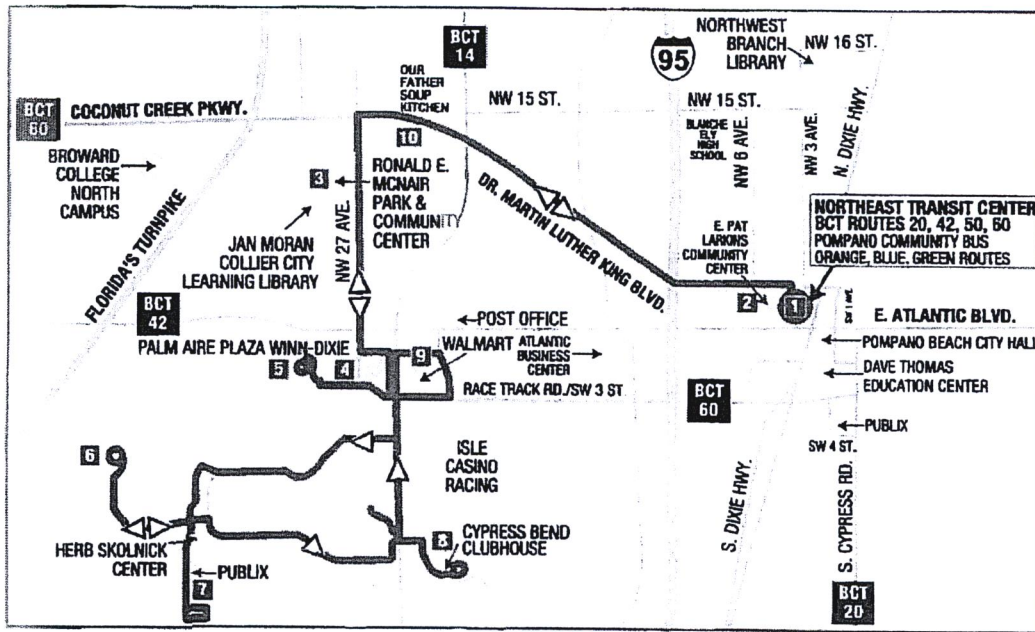 NORTHWEST
BRANCH
LIBRARY
NW 16 ST.
BCT
14
95
OUR
FATHER
SOUP
KITCHEN
NW 15 ST.
NW 15 ST.
BCT
60
COCONUT CREEK PKWY.
BLANCHE
ELY
HIGH
SCHOOL
NW 6 AVE.
NW 3 AVE.
N. DIXIE HWY.
10
BROWARD
COLLEGE
NORTH
CAMPUS
3
RONALD E.
MCNAIR
PARK &
COMMUNITY
CENTER
DR. MARTIN LUTHER KING BLVD.
NORTHEAST TRANSIT CENTER
BCT ROUTES 20, 42, 50, 60
POMPANO COMMUNITY BUS
ORANGE, BLUE, GREEN ROUTES
FLORIDA'S TURNPIKE
JAN MORAN
COLLIER CITY
LEARNING LIBRARY
NW 27 AVE.
E. PAT
LARKINS
COMMUNITY
CENTER
2
1
SW 1 AVE.
BCT
42
POST OFFICE
E. ATLANTIC BLVD.
PALM AIRE PLAZA WINN-DIXIE
9
WALMART
ATLANTIC
BUSINESS
CENTER
POMPANO BEACH CITY HALL
5
4
RACE TRACK RD./SW 3 ST
DAVE THOMAS
EDUCATION CENTER
BCT
60
PUBLIX
SW 4 ST.
6
ISLE
CASINO
RACING
S. DIXIE HWY.
S. CYPRESS RD.
HERB SKOLNICK
CENTER
8
CYPRESS BEND
CLUBHOUSE
PUBLIX
7
BCT
20